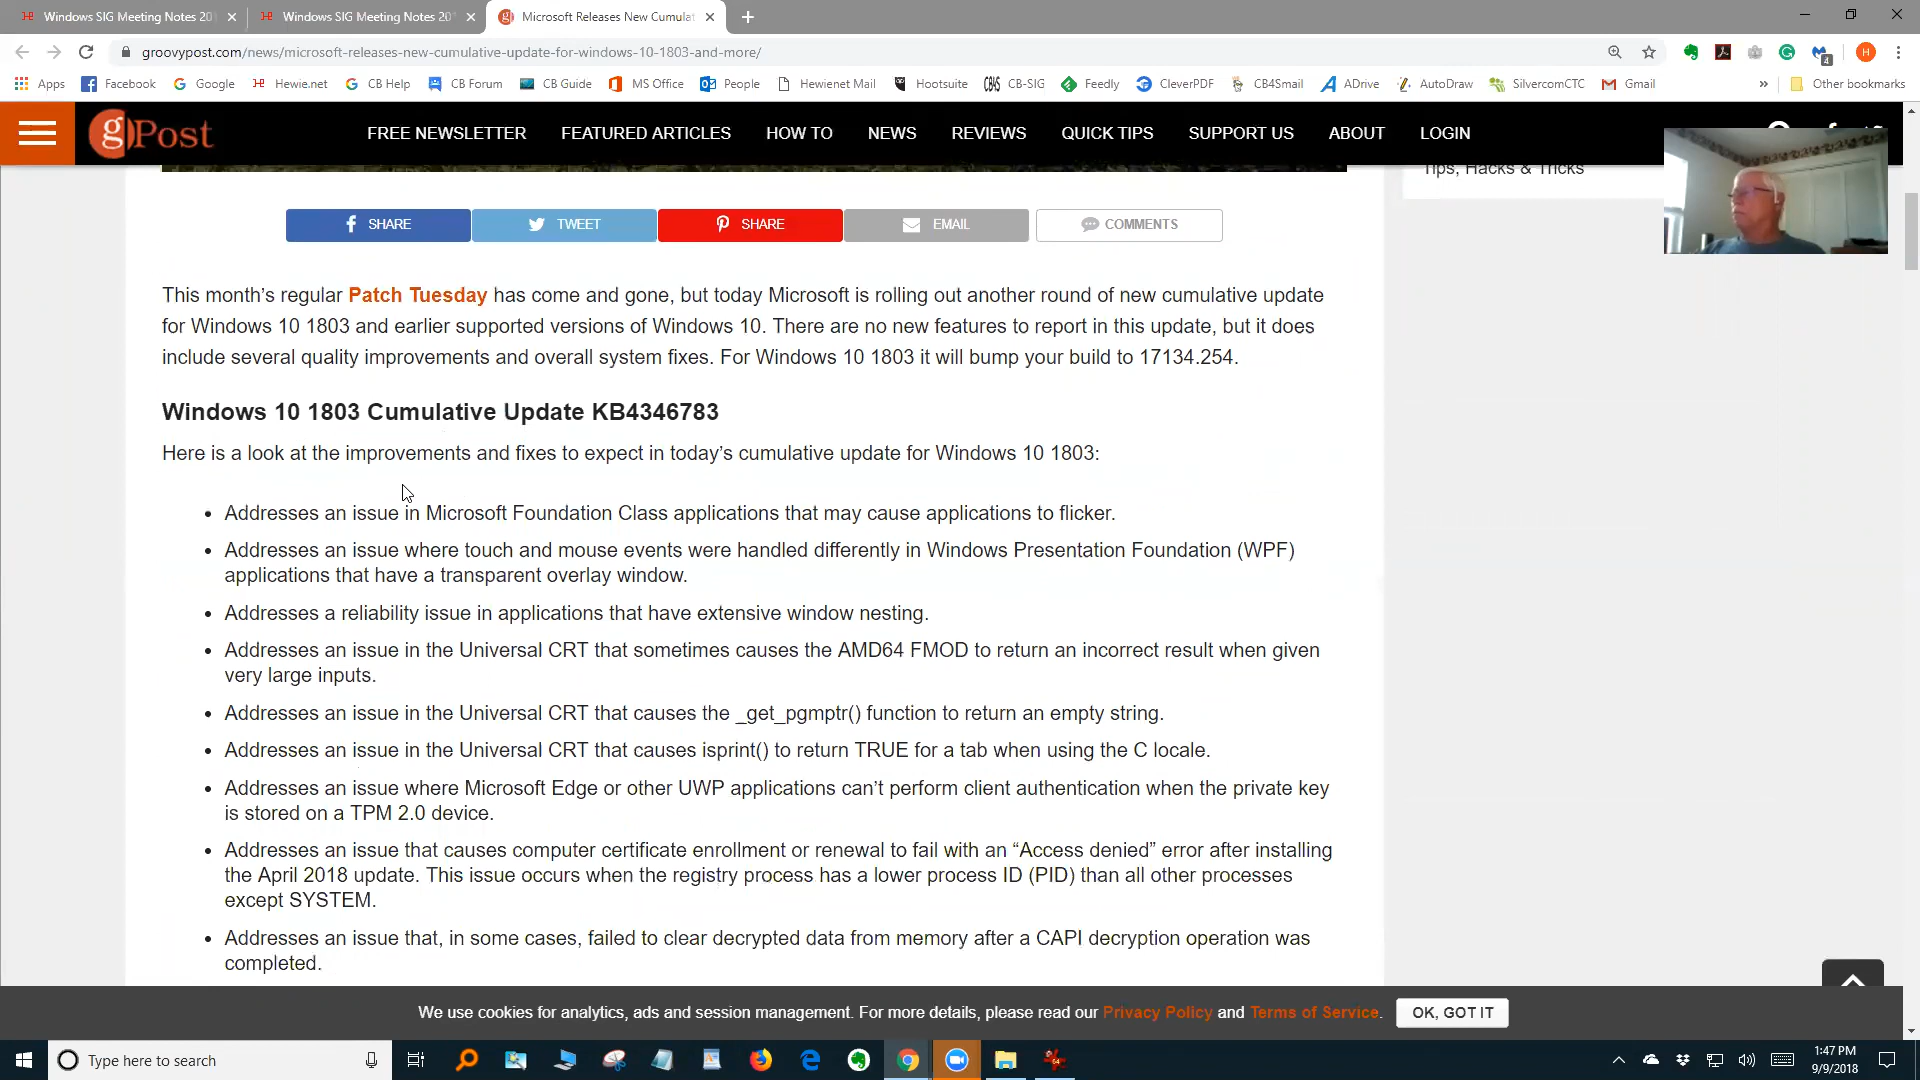 Windows SIG Meeting Notes 20
Windows SIG Meeting Notes 20
Microsoft Releases New Cumulat
groovypost.com/news/microsoft-releases-new-cumulative-update-for-windows-10-1803-and-more/
4
H
Apps
Facebook
Google
Hewie.net
CB Help
CB Forum
CB Guide
MS Office
People
Hewienet Mail
Hootsuite
CB-SIG
Feedly
CleverPDF
CB4Smail
ADrive
AutoDraw
SilvercomCTC
Gmail
»
Other bookmarks
gPost
FREE NEWSLETTER
FEATURED ARTICLES
HOW TO
NEWS
REVIEWS
QUICK TIPS
SUPPORT US
ABOUT
LOGIN
Tips, Hacks & Tricks
SHARE
TWEET
SHARE
EMAIL
COMMENTS
This month's regular Patch Tuesday has come and gone, but today Microsoft is rolling out another round of new cumulative update
for Windows 10 1803 and earlier supported versions of Windows 10. There are no new features to report in this update, but it does
include several quality improvements and overall system fixes. For Windows 10 1803 it will bump your build to 17134.254.
Windows 10 1803 Cumulative Update KB4346783
Here is a look at the improvements and fixes to expect in today's cumulative update for Windows 10 1803:
• Addresses an issue in Microsoft Foundation Class applications that may cause applications to flicker.
• Addresses an issue where touch and mouse events were handled differently in Windows Presentation Foundation (WPF)
applications that have a transparent overlay window.
• Addresses a reliability issue in applications that have extensive window nesting.
• Addresses an issue in the Universal CRT that sometimes causes the AMD64 FMOD to return an incorrect result when given
very large inputs.
• Addresses an issue in the Universal CRT that causes the _get_pgmptr() function to return an empty string.
• Addresses an issue in the Universal CRT that causes isprint() to return TRUE for a tab when using the C locale.
• Addresses an issue where Microsoft Edge or other UWP applications can't perform client authentication when the private key
is stored on a TPM 2.0 device.
• Addresses an issue that causes computer certificate enrollment or renewal to fail with an “Access denied” error after installing
the April 2018 update. This issue occurs when the registry process has a lower process ID (PID) than all other processes
except SYSTEM.
• Addresses an issue that, in some cases, failed to clear decrypted data from memory after a CAPI decryption operation was
completed.
We use cookies for analytics, ads and session management. For more details, please read our Privacy Policy and Terms of Service.
OK, GOT IT
Type here to search
1:47 PM
9/9/2018